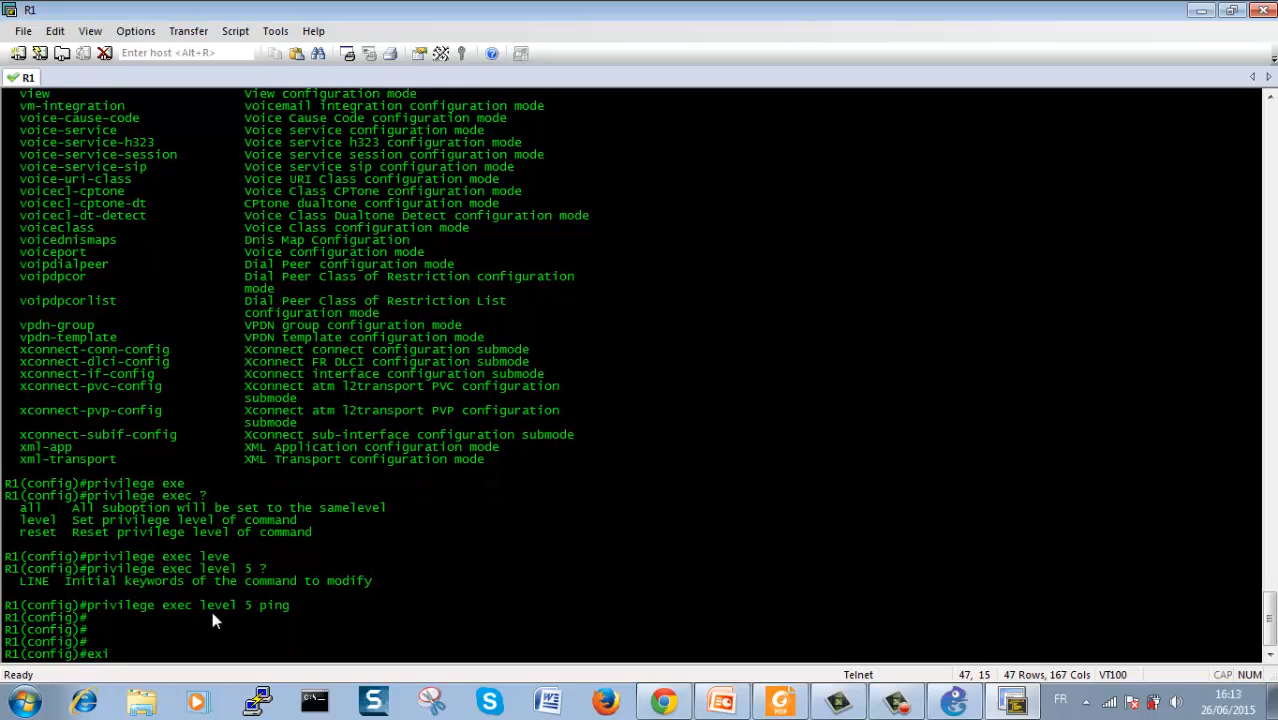 R1
File Edit View Options Transfer Script Tools Help
Enter host <Alt+R>
R1
view View configuration mode
vm-integration voicemail integration configuration mode
voice-cause-code Voice Cause Code configuration mode
voice-service Voice service configuration mode
voice-service-h323 Voice service h323 configuration mode
voice-service-session Voice service session configuration mode
voice-service-sip Voice service sip configuration mode
voice-uri-class Voice URI Class configuration mode
voicecl-cptone Voice Class CPTone configuration mode
voicecl-cptone-dt CPtone dualtone configuration mode
voicecl-dt-detect Voice Class Dualtone Detect configuration mode
voiceclass Voice Class configuration mode
voicednismaps Dnis Map Configuration
voiceport Voice configuration mode
voipdialpeer Dial Peer configuration mode
voipdpcor Dial Peer Class of Restriction configuration
mode
voipdpcorlist Dial Peer Class of Restriction List
configuration mode
vpdn-group VPDN group configuration mode
vpdn-template VPDN template configuration mode
xconnect-conn-config Xconnect connect configuration submode
xconnect-dlci-config Xconnect FR DLCI configuration submode
xconnect-if-config Xconnect interface configuration submode
xconnect-pvc-config Xconnect atm l2transport PVC configuration
submode
xconnect-pvp-config Xconnect atm l2transport PVP configuration
submode
xconnect-subif-config Xconnect sub-interface configuration submode
xml-app XML Application configuration mode
xml-transport XML Transport configuration mode
R1(config)#privilege exe
R1(config)#privilege exec ?
all All suboption will be set to the samelevel
level Set privilege level of command
reset Reset privilege level of command
R1(config)#privilege exec leve
R1(config)#privilege exec level 5 ?
LINE Initial keywords of the command to modify
R1(config)#privilege exec level 5 ping
R1(config)#
R1(config)#
R1(config)#
R1(config)#exi
Ready Telnet 47, 15 47 Rows, 167 Cols VT100 CAP NUM
FR 16:13
26/06/2015